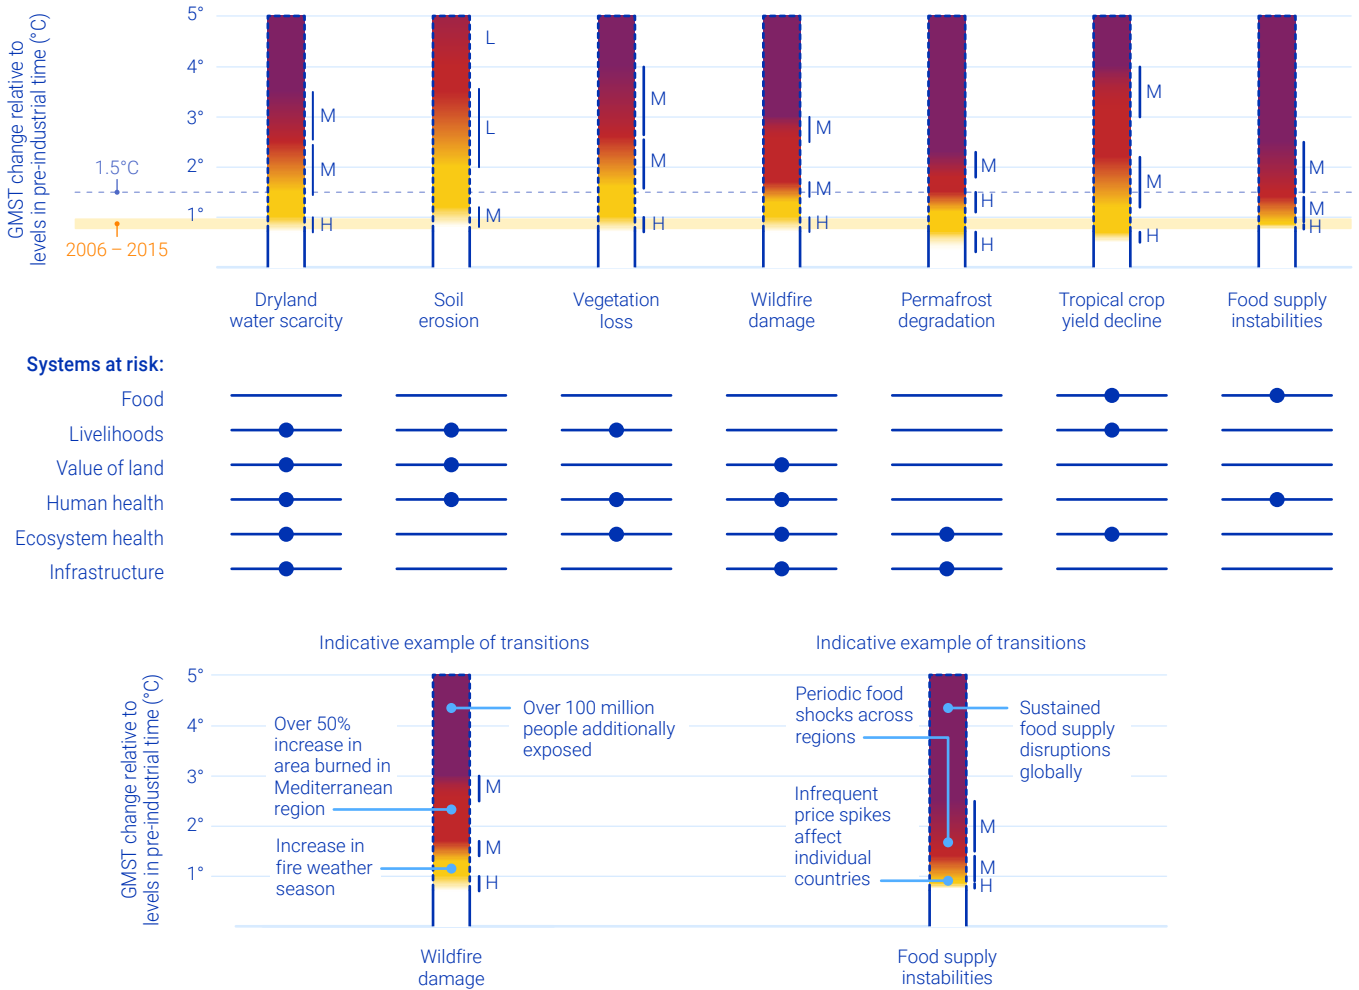 GMST change relative to
levels in pre-industrial time (°C)
5°
4°
3°
2°
1°
1.5°C
2006 – 2015
M
M
H
L
L
M
M
M
H
M
M
H
M
H
H
M
M
H
M
M
H
Dryland
water scarcity
Soil
erosion
Vegetation
loss
Wildfire
damage
Permafrost
degradation
Tropical crop
yield decline
Food supply
instabilities
Systems at risk:
Food
Livelihoods
Value of land
Human health
Ecosystem health
Infrastructure
Indicative example of transitions
GMST change relative to
levels in pre-industrial time (°C)
5°
4°
3°
2°
1°
Over 50%
increase in
area burned in
Mediterranean
region
Increase in
fire weather
season
Over 100 million
people additionally
exposed
M
M
H
Wildfire
damage
Indicative example of transitions
Periodic food
shocks across
regions
Infrequent
price spikes
affect
individual
countries
Sustained
food supply
disruptions
globally
M
M
H
Food supply
instabilities